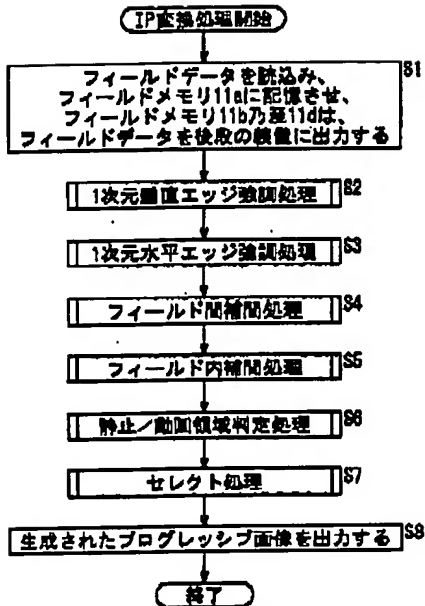 IP変換処理開始
フィールドデータを読込み、
フィールドメモリ11aに記憶させ、
フィールドメモリ11b乃至11dは、
フィールドデータを後段の装置に出力する
S1
1次元垂直エッジ強調処理
S2
1次元水平エッジ強調処理
S3
フィールド間補間処理
S4
フィールド内補間処理
S5
静止/動画領域判定処理
S6
セレクト処理
S7
生成されたプログレッシブ画像を出力する
S8
終了